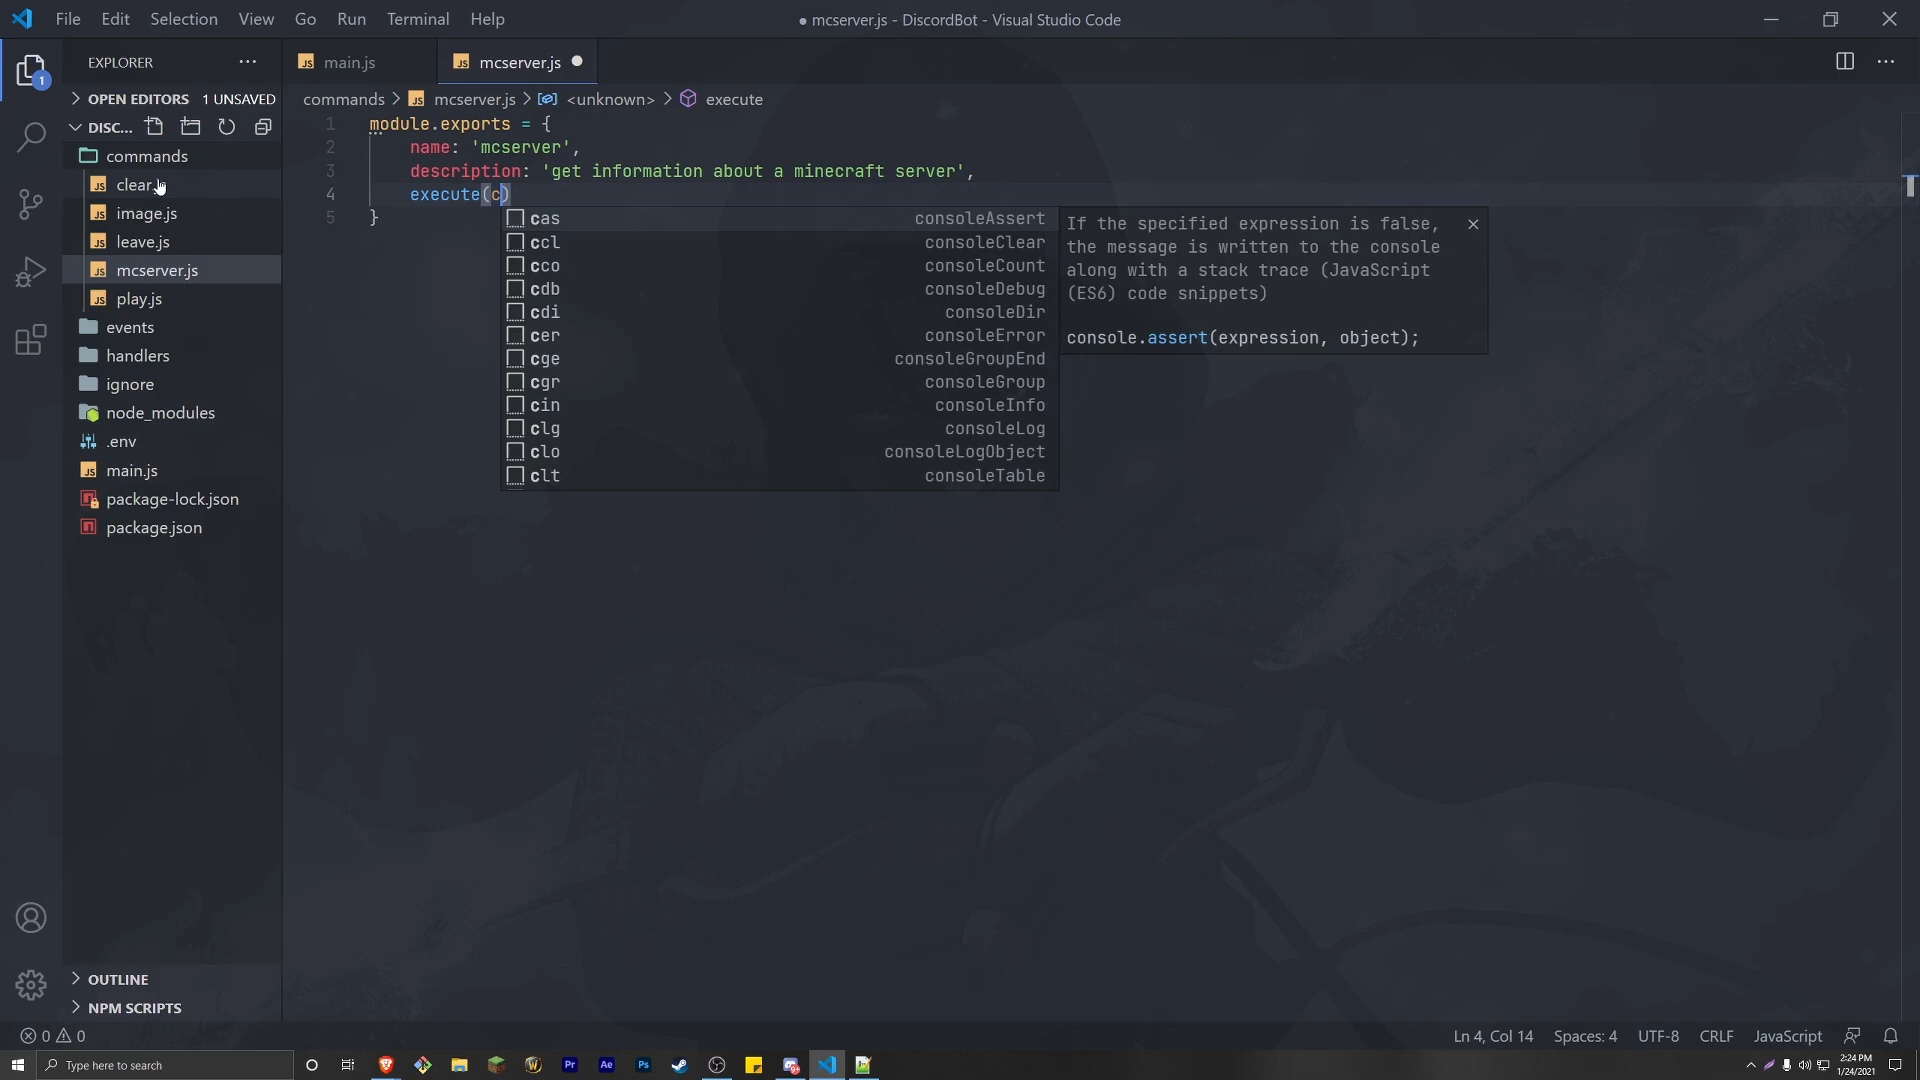 File Edit Selection View Go Run Terminal Help
● mcserver.js - DiscordBot - Visual Studio Code
EXPLORER
main.js
mcserver.js
OPEN EDITORS 1 UNSAVED
commands > mcserver.js > <unknown> > execute
DISC...
commands
clear.js
image.js
leave.js
mcserver.js
play.js
events
handlers
ignore
node_modules
.env
main.js
package-lock.json
package.json
OUTLINE
NPM SCRIPTS
1 module.exports = {
2 name: 'mcserver',
3 description: 'get information about a minecraft server',
4 execute(c)
5 }
cas consoleAssert
ccl consoleClear
cco consoleCount
cdb consoleDebug
cdi consoleDir
cer consoleError
cge consoleGroupEnd
cgr consoleGroup
cin consoleInfo
clg consoleLog
clo consoleLogObject
clt consoleTable
If the specified expression is false,
the message is written to the console
along with a stack trace (JavaScript
(ES6) code snippets)
console.assert(expression, object);
1
0 0
Ln 4, Col 14 Spaces: 4 UTF-8 CRLF JavaScript
Type here to search
Pr Ae Ps
2:24 PM
1/24/2021